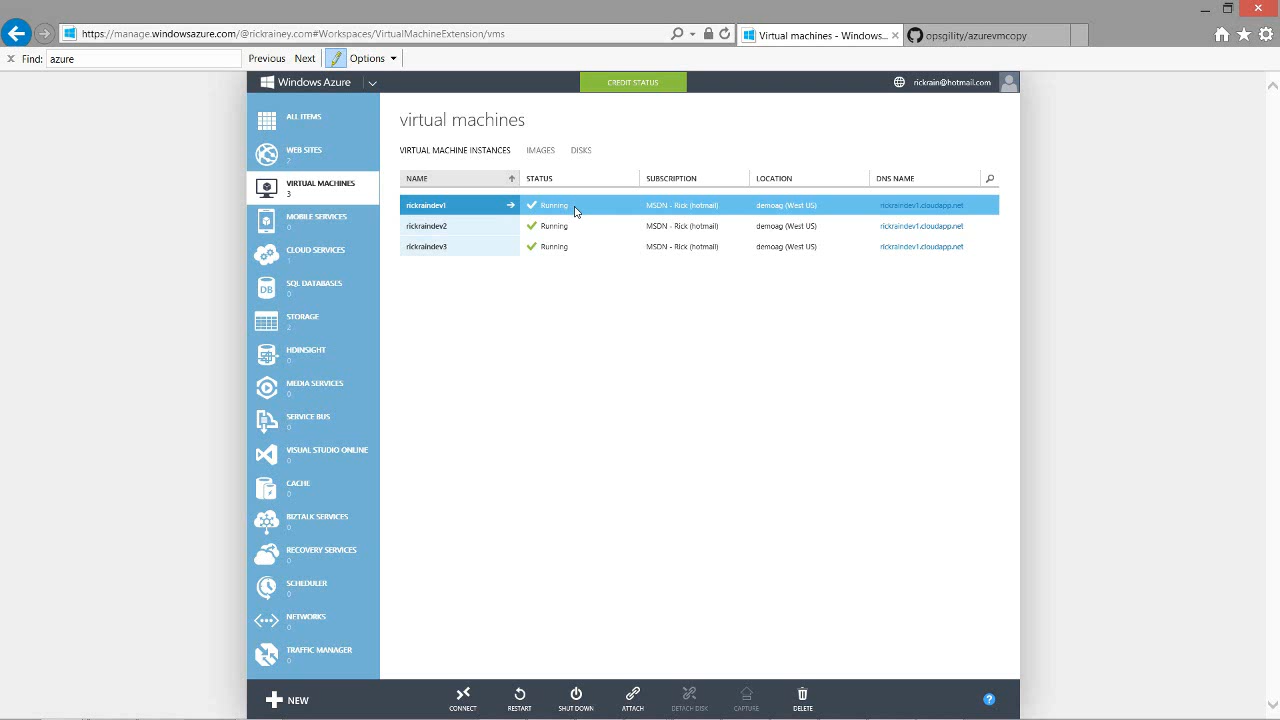 https://manage.windowsazure.com/@rickrainey.com#Workspaces/VirtualMachineExtension/vms
Virtual machines - Windows...
opsgility/azurevmcopy
Find: azure
Previous Next Options
Windows Azure
CREDIT STATUS
rickrain@hotmail.com
ALL ITEMS
WEB SITES
2
VIRTUAL MACHINES
3
MOBILE SERVICES
0
CLOUD SERVICES
1
SQL DATABASES
0
DB
STORAGE
2
HDINSIGHT
0
MEDIA SERVICES
0
SERVICE BUS
0
VISUAL STUDIO ONLINE
0
CACHE
0
BIZTALK SERVICES
0
RECOVERY SERVICES
0
SCHEDULER
0
NETWORKS
0
TRAFFIC MANAGER
0
virtual machines
VIRTUAL MACHINE INSTANCES IMAGES DISKS
NAME STATUS SUBSCRIPTION LOCATION DNS NAME
rickraindev1 Running MSDN - Rick (hotmail) demoag (West US) rickraindev1.cloudapp.net
rickraindev2 Running MSDN - Rick (hotmail) demoag (West US) rickraindev1.cloudapp.net
rickraindev3 Running MSDN - Rick (hotmail) demoag (West US) rickraindev1.cloudapp.net
NEW
CONNECT RESTART SHUT DOWN ATTACH DETACH DISK CAPTURE DELETE
?